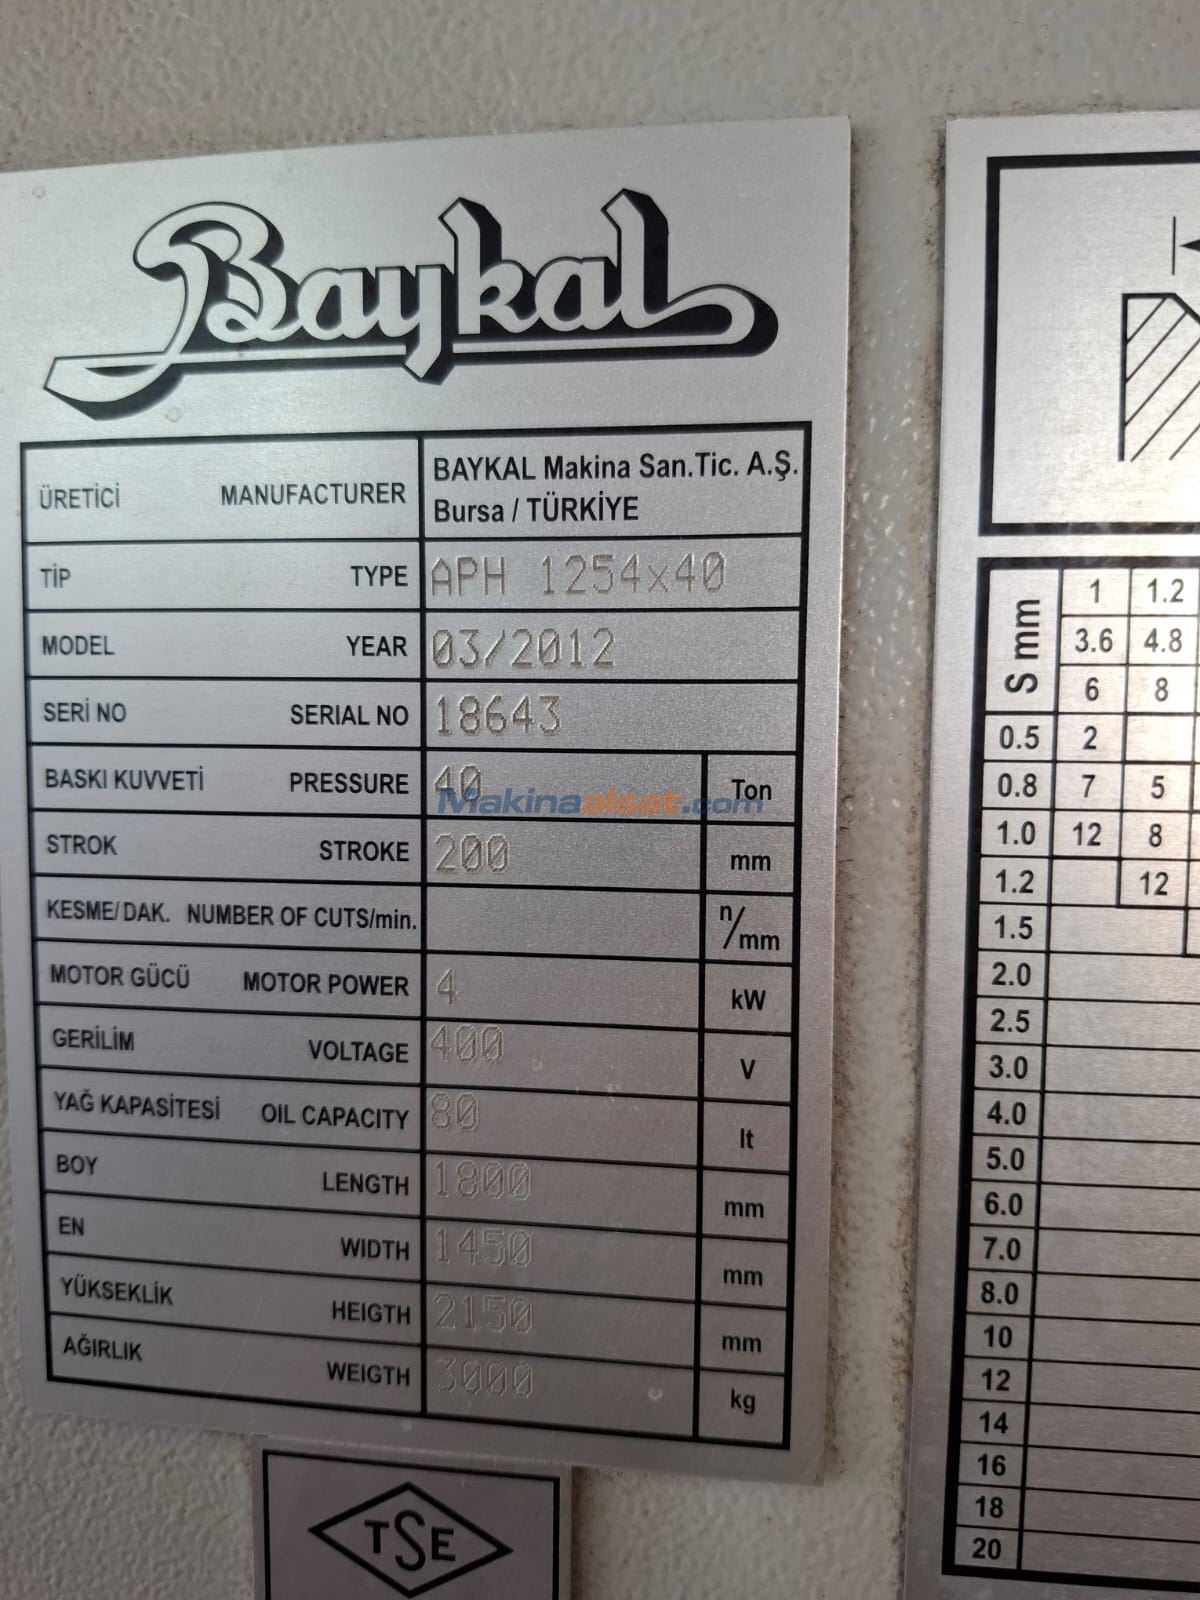 Baykal
ÜRETİCİ MANUFACTURER BAYKAL Makina San.Tic. A.Ş.
Bursa / TÜRKİYE
TİP TYPE APH 1254x40
MODEL YEAR 03/2012
SERİ NO SERIAL NO 18643
BASKI KUVVETİ PRESSURE 40 Ton
Makinaalsat.com
STROK STROKE 200 mm
KESME/DAK. NUMBER OF CUTS/min. n/mm
MOTOR GÜCÜ MOTOR POWER 4 kW
GERİLİM VOLTAGE 400 V
YAĞ KAPASİTESİ OIL CAPACITY 80 lt
BOY LENGTH 1800 mm
EN WIDTH 1450 mm
YÜKSEKLİK HEIGTH 2150 mm
AĞIRLIK WEIGTH 3000 kg
TSE
S mm
1 1.2
3.6 4.8
6 8
0.5 2
0.8 7 5
1.0 12 8
1.2 12
1.5
2.0
2.5
3.0
4.0
5.0
6.0
7.0
8.0
10
12
14
16
18
20